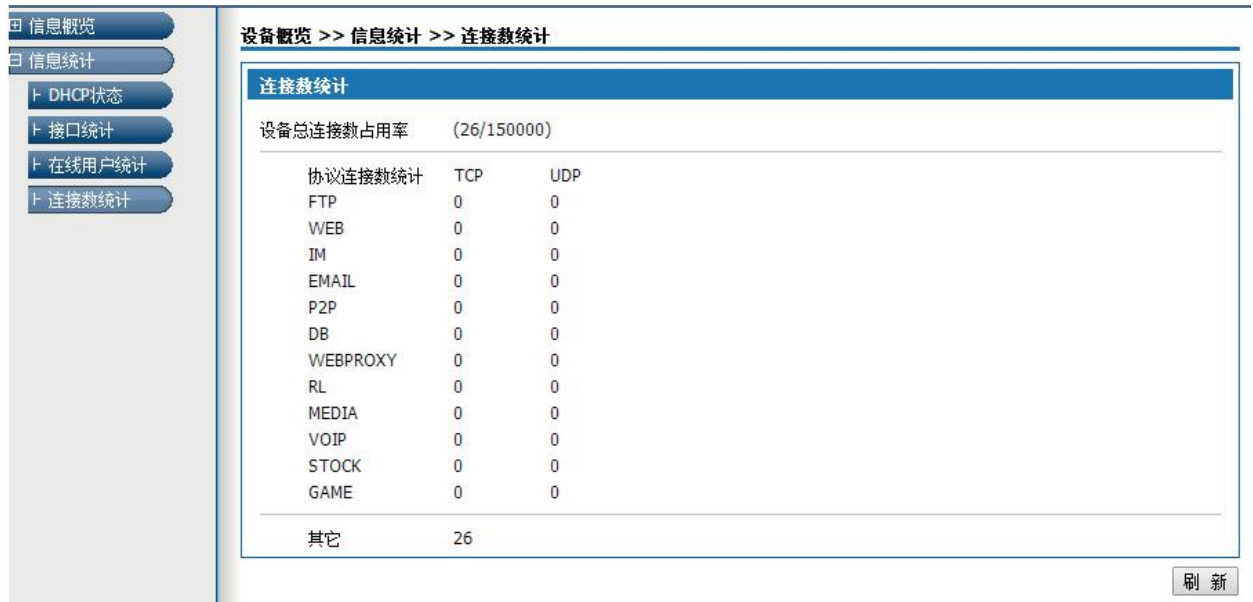 信息概览
信息统计
DHCP状态
接口统计
在线用户统计
连接数统计
设备概览 >> 信息统计 >> 连接数统计
连接数统计
设备总连接数占用率 (26/150000)
协议连接数统计 TCP UDP
FTP 0 0
WEB 0 0
IM 0 0
EMAIL 0 0
P2P 0 0
DB 0 0
WEBPROXY 0 0
RL 0 0
MEDIA 0 0
VOIP 0 0
STOCK 0 0
GAME 0 0
其它 26
刷 新